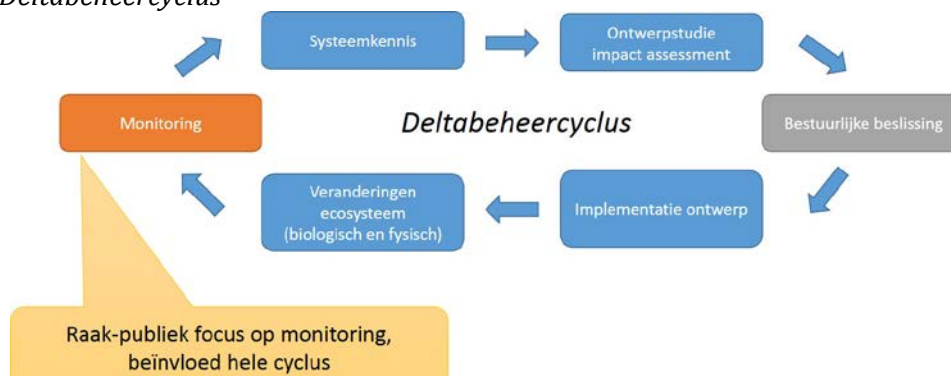 Deltabeheercyclus
Systeemkennis
Ontwerpstudie
impact assessment
Monitoring
Deltabeheercyclus
Bestuurlijke beslissing
Veranderingen
ecosysteem
(biologisch en fysisch)
Implementatie ontwerp
Raak-publiek focus op monitoring,
beïnvloed hele cyclus